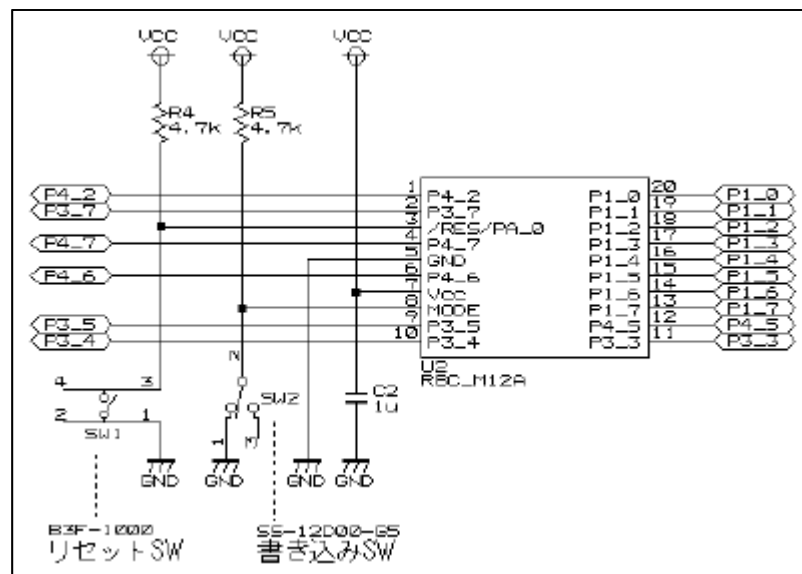 VCC VCC VCC
R4 R5
4.7k 4.7k
P4_2 1 P4_2 P1_0 20 P1_0
P3_7 2 P3_7 P1_1 19 P1_1
3 /RES/PA_0 P1_2 18 P1_2
P4_7 4 P4_7 P1_3 17 P1_3
5 GND P1_4 16 P1_4
P4_6 6 P4_6 P1_5 15 P1_5
7 Vcc P1_6 14 P1_6
8 MODE P1_7 13 P1_7
P3_5 9 P3_5 P4_5 12 P4_5
P3_4 10 P3_4 P3_3 11 P3_3
U2
R8C_M12A
4 3 2 C2
2 1 SW2 1u
SW1 1 3
GND GND GND GND
B3F-1000 SS-12D00-G5
リセットSW 書き込みSW